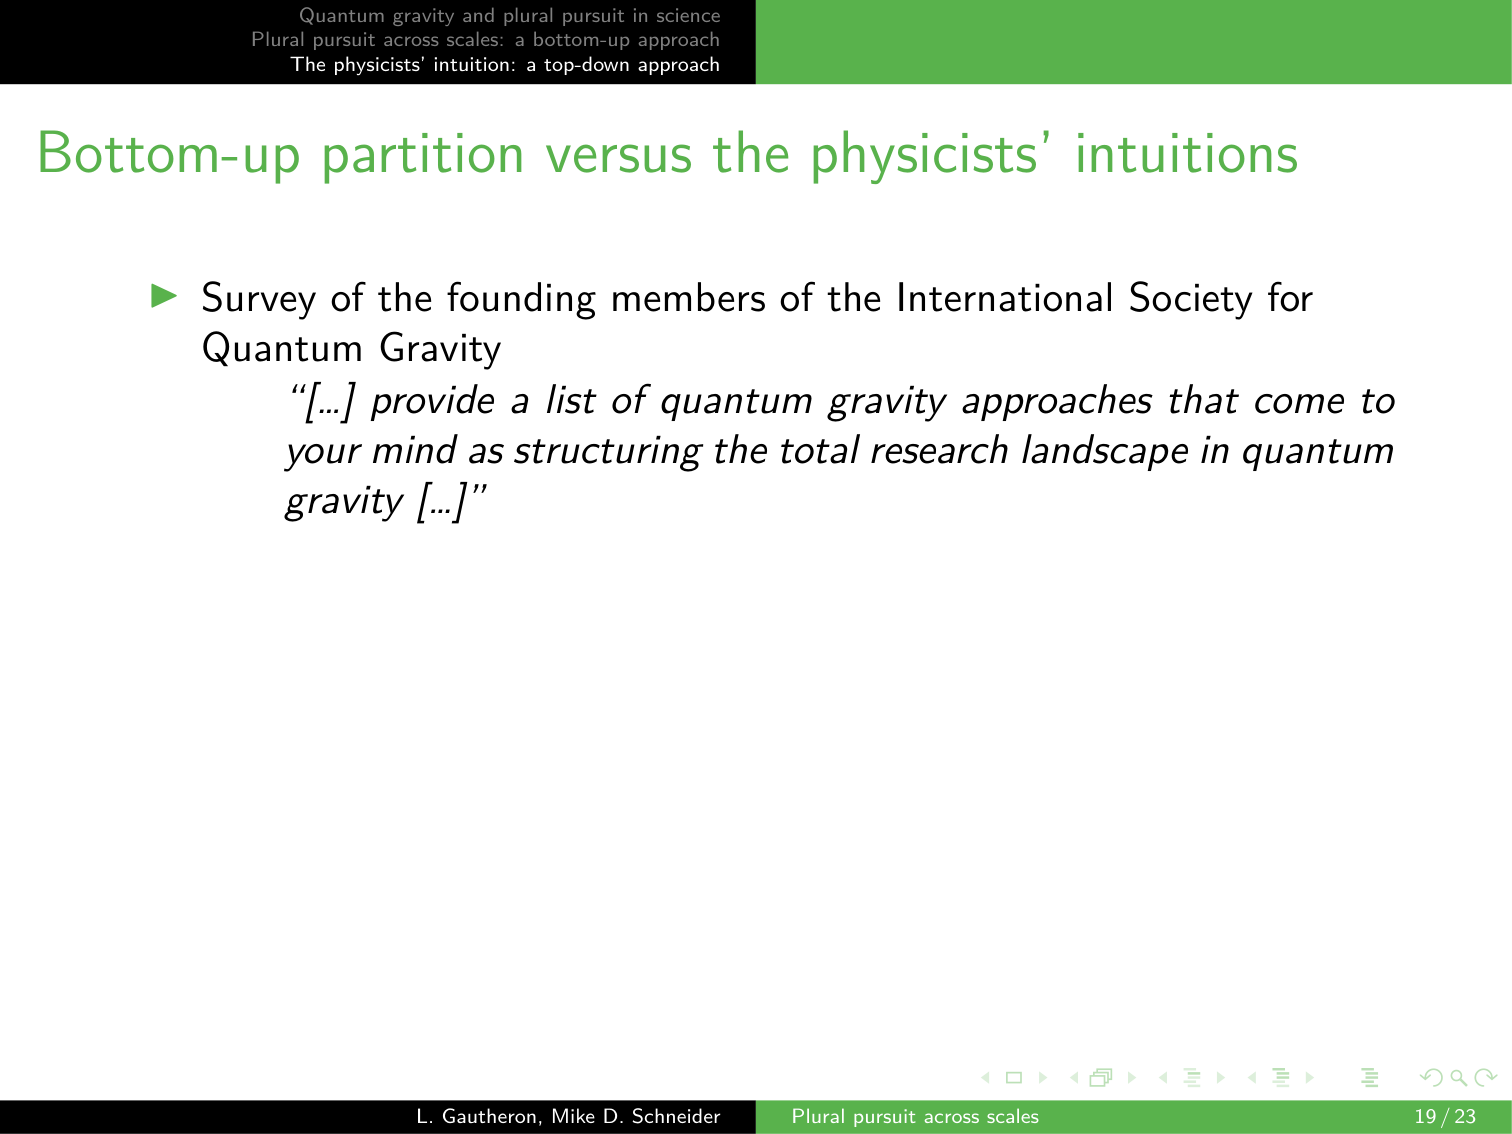 Quantum gravity and plural pursuit in science
Plural pursuit across scales: a bottom-up approach
The physicists’ intuition: a top-down approach
Bottom-up partition versus the physicists’ intuitions
Survey of the founding members of the International Society for
Quantum Gravity
“[…] provide a list of quantum gravity approaches that come to
your mind as structuring the total research landscape in quantum
gravity […]”
L. Gautheron, Mike D. Schneider
Plural pursuit across scales
19 / 23